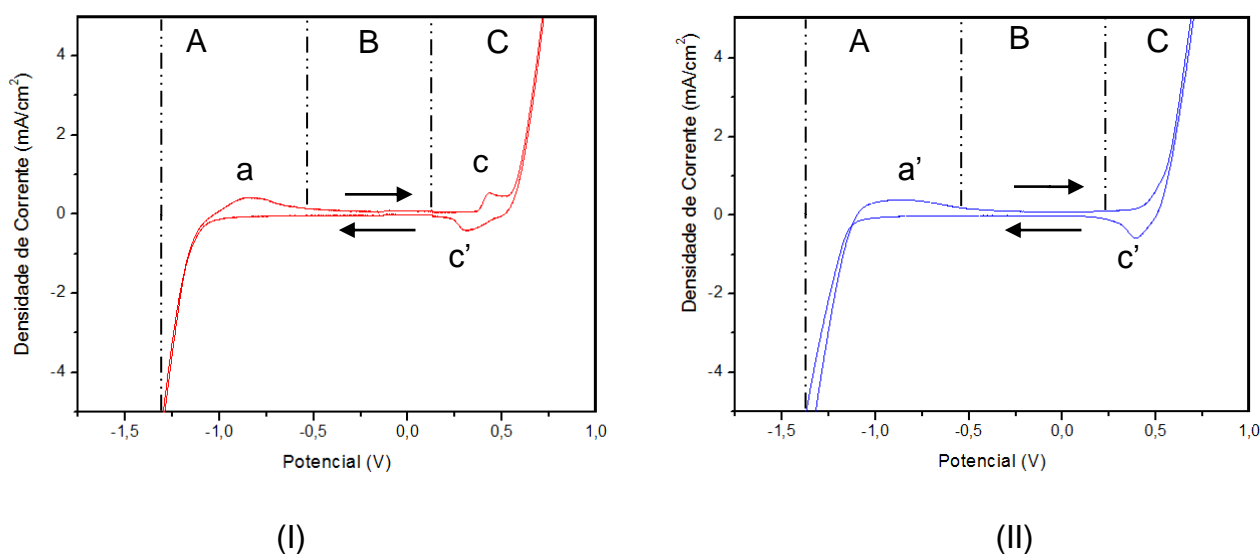 A B C
a
c
c'
4
2
0
-2
-4
Densidade de Corrente (mA/cm²)
-1,5 -1,0 -0,5 0,0 0,5 1,0
Potencial (V)
(I)
A B C
a'
c'
4
2
0
-2
-4
Densidade de Corrente (mA/cm²)
-1,5 -1,0 -0,5 0,0 0,5 1,0
Potencial (V)
(II)